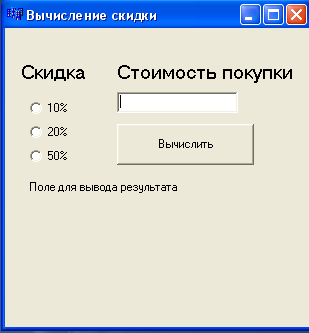 Вычисление скидки
Скидка Стоимость покупки
10%
20%
Вычислить
50%
Поле для вывода результата